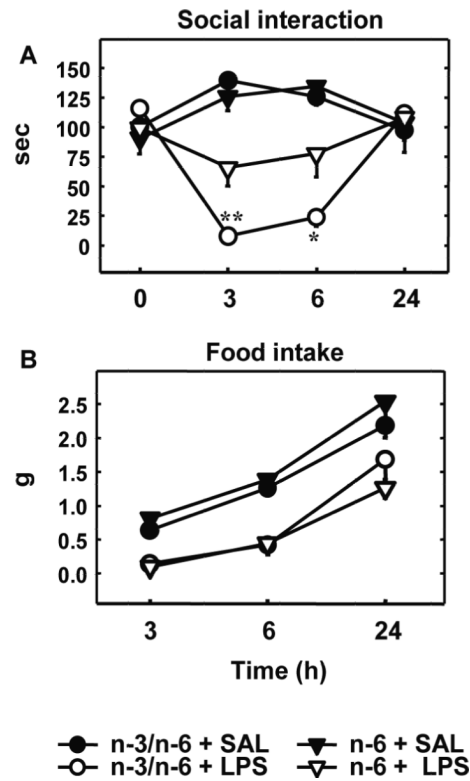 Social interaction
A
150
125
100
75
50
25
0
sec
**
*
0 3 6 24
B
Food intake
2.5
2.0
1.5
1.0
0.5
0.0
g
3 6 24
Time (h)
n-3/n-6 + SAL n-6 + SAL
n-3/n-6 + LPS n-6 + LPS